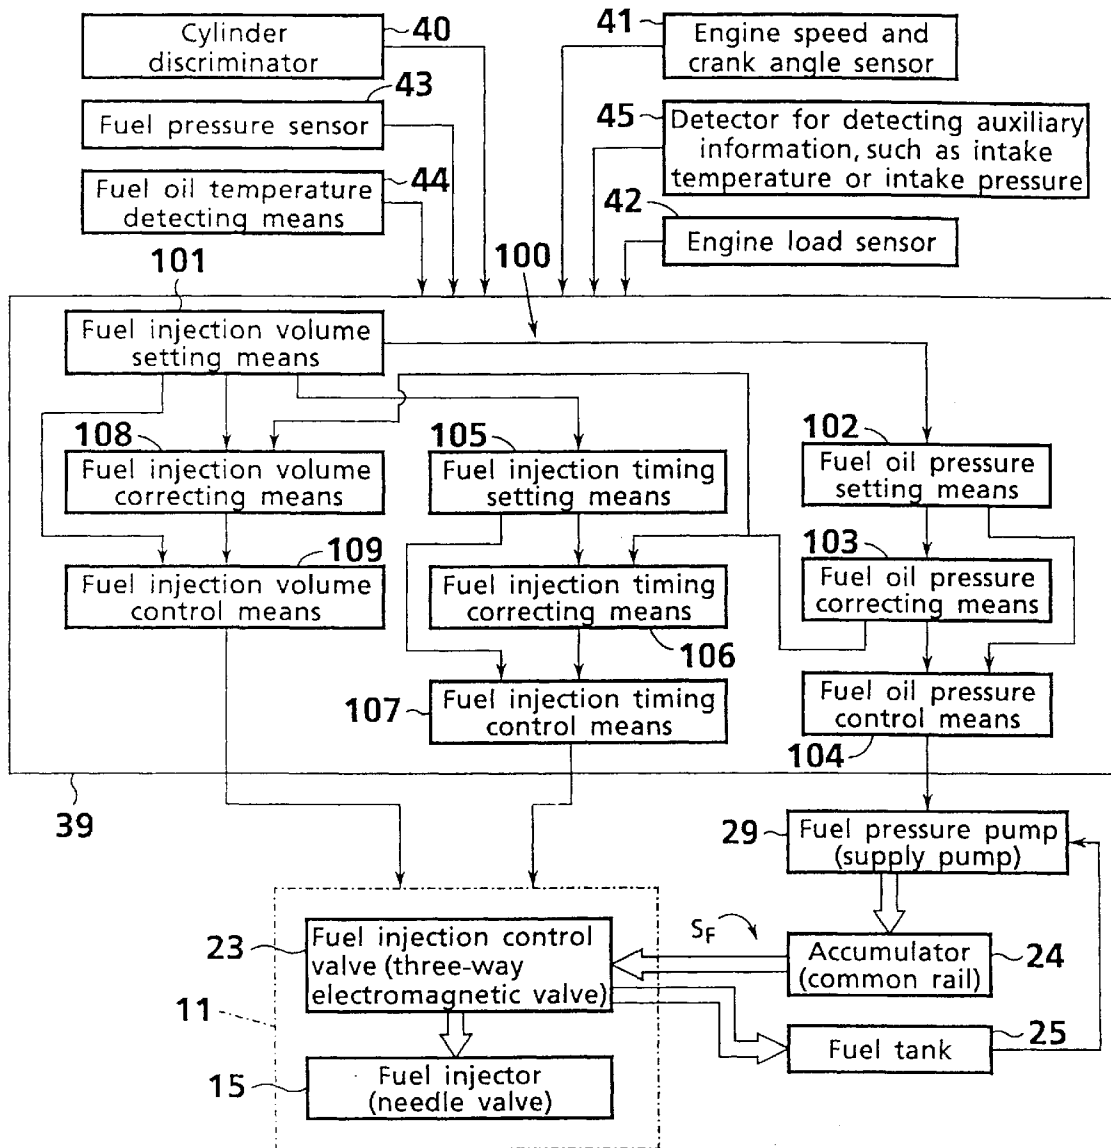 Cylinder
discriminator
40
41
Engine speed and
crank angle sensor
43
Fuel pressure sensor
45
Detector for detecting auxiliary
information, such as intake
temperature or intake pressure
44
Fuel oil temperature
detecting means
42
Engine load sensor
101
100
Fuel injection volume
setting means
108
Fuel injection volume
correcting means
105
Fuel injection timing
setting means
102
Fuel oil pressure
setting means
109
Fuel injection volume
control means
Fuel injection timing
correcting means
106
103
Fuel oil pressure
correcting means
107
Fuel injection timing
control means
Fuel oil pressure
control means
104
39
29
Fuel pressure pump
(supply pump)
23
Fuel injection control
valve (three-way
electromagnetic valve)
SF
Accumulator
(common rail)
24
11
25
Fuel tank
15
Fuel injector
(needle valve)